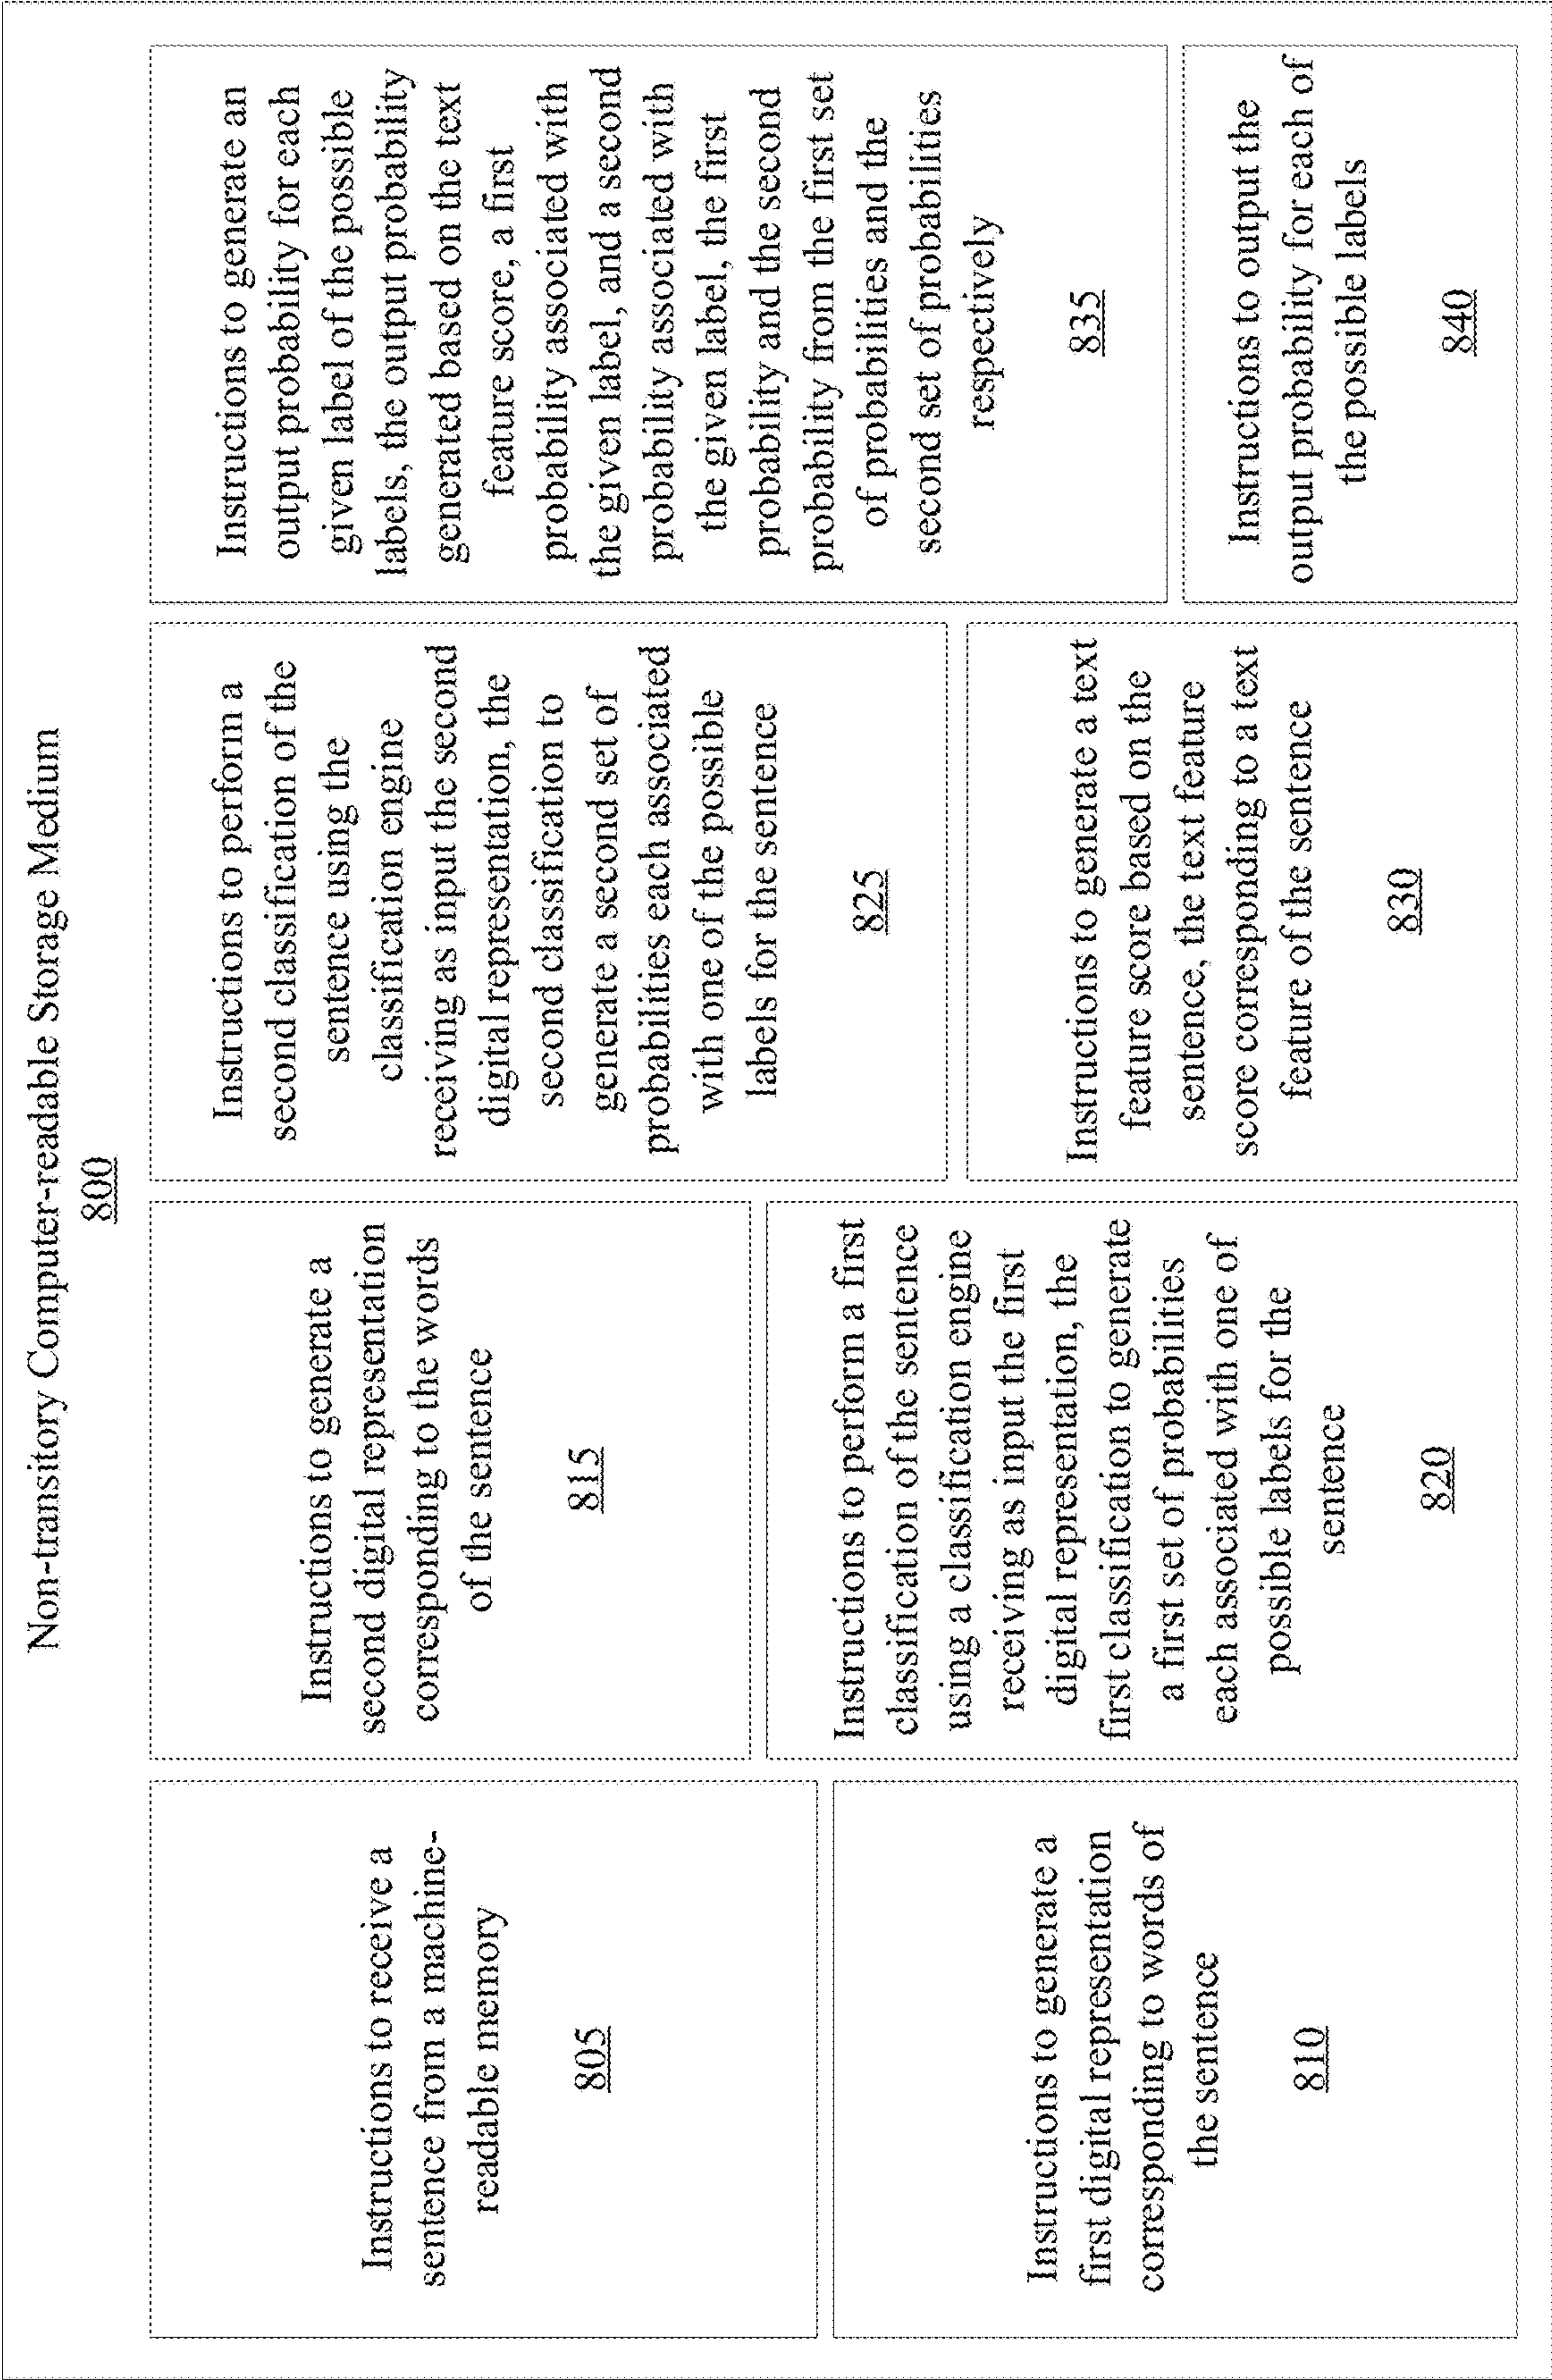 Non-transitory Computer-readable Storage Medium
800
Instructions to receive a
sentence from a machine-
readable memory
805
Instructions to generate a
first digital representation
corresponding to words of
the sentence
810
Instructions to generate a
second digital representation
corresponding to the words
of the sentence
815
Instructions to perform a first
classification of the sentence
using a classification engine
receiving as input the first
digital representation, the
first classification to generate
a first set of probabilities
each associated with one of
possible labels for the
sentence
820
Instructions to perform a
second classification of the
sentence using the
classification engine
receiving as input the second
digital representation, the
second classification to
generate a second set of
probabilities each associated
with one of the possible
labels for the sentence
825
Instructions to generate a text
feature score based on the
sentence, the text feature
score corresponding to a text
feature of the sentence
830
Instructions to generate an
output probability for each
given label of the possible
labels, the output probability
generated based on the text
feature score, a first
probability associated with
the given label, and a second
probability associated with
the given label, the first
probability and the second
probability from the first set
of probabilities and the
second set of probabilities
respectively
835
Instructions to output the
output probability for each of
the possible labels
840